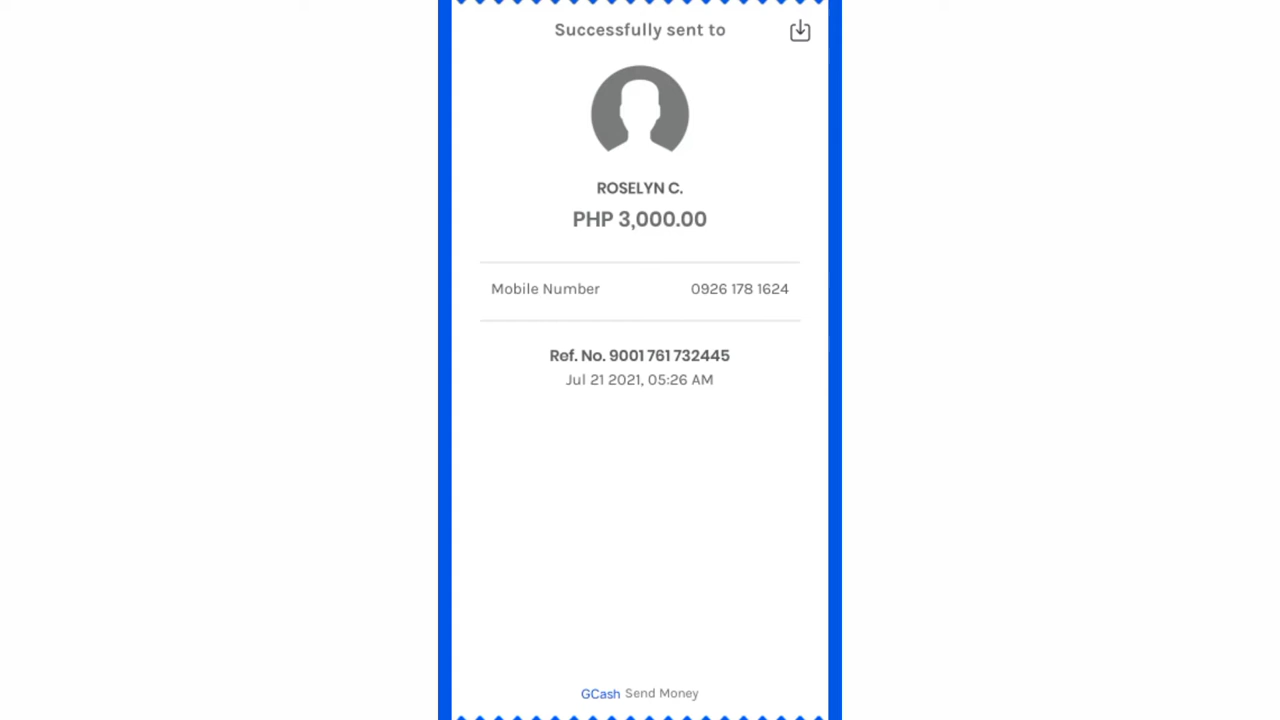 Successfully sent to
ROSELYN C.
PHP 3,000.00
Mobile Number 0926 178 1624
Ref. No. 9001 761 732445
Jul 21 2021, 05:26 AM
GCash Send Money